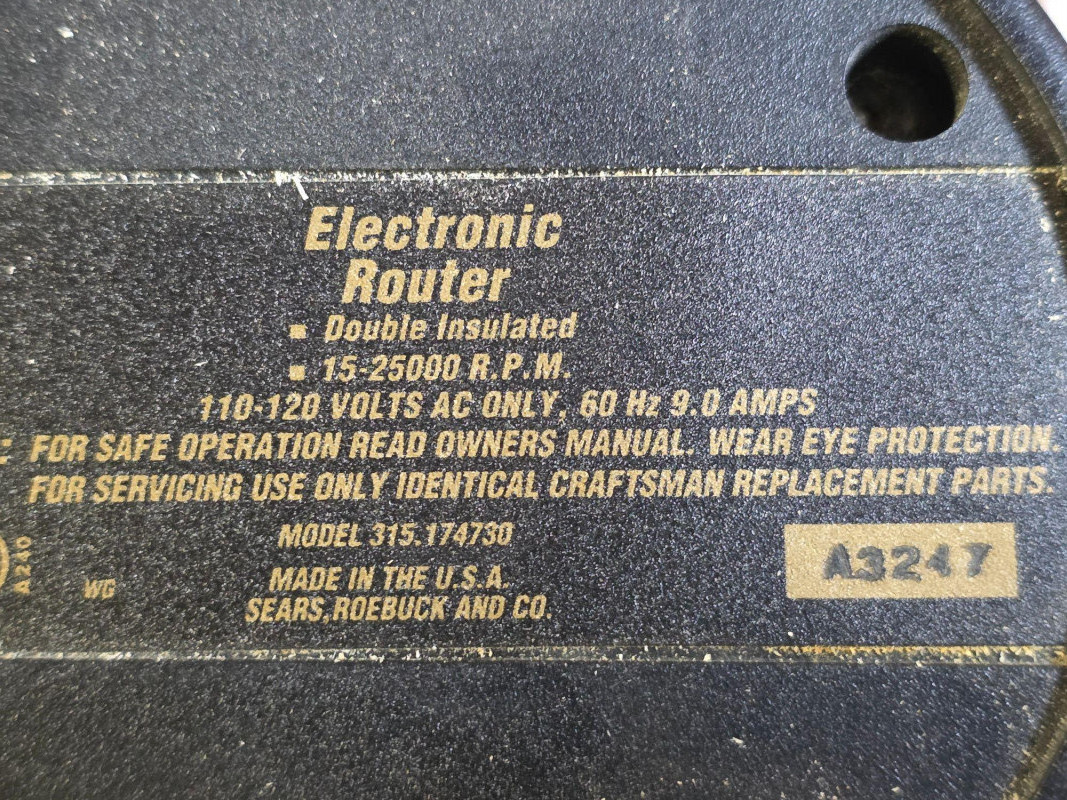 Electronic
Router
▪ Double Insulated
▪ 15-25000 R.P.M.
110-120 VOLTS AC ONLY, 60 Hz 9.0 AMPS
: FOR SAFE OPERATION READ OWNERS MANUAL. WEAR EYE PROTECTION.
FOR SERVICING USE ONLY IDENTICAL CRAFTSMAN REPLACEMENT PARTS.
MODEL 315.174730
A240
WG
A3247
MADE IN THE U.S.A.
SEARS,ROEBUCK AND CO.